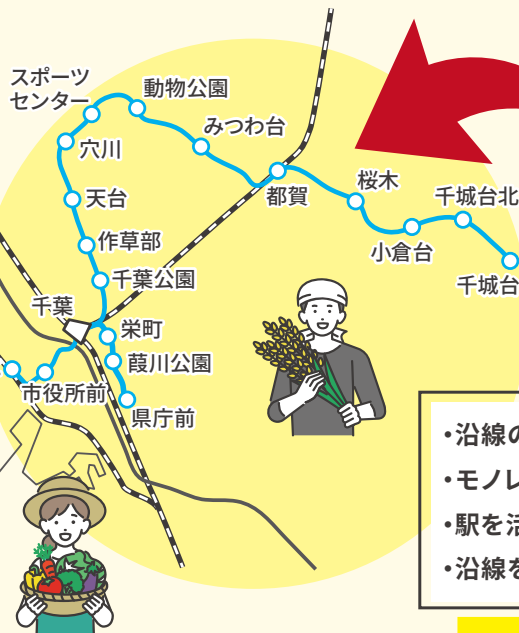 スポーツ
センター
動物公園
みつわ台
穴川
都賀
桜木
千城台北
天台
小倉台
作草部
千葉公園
千城台
千葉
栄町
葭川公園
市役所前
県庁前
・沿線の
・モノレ
・駅を活
・沿線を